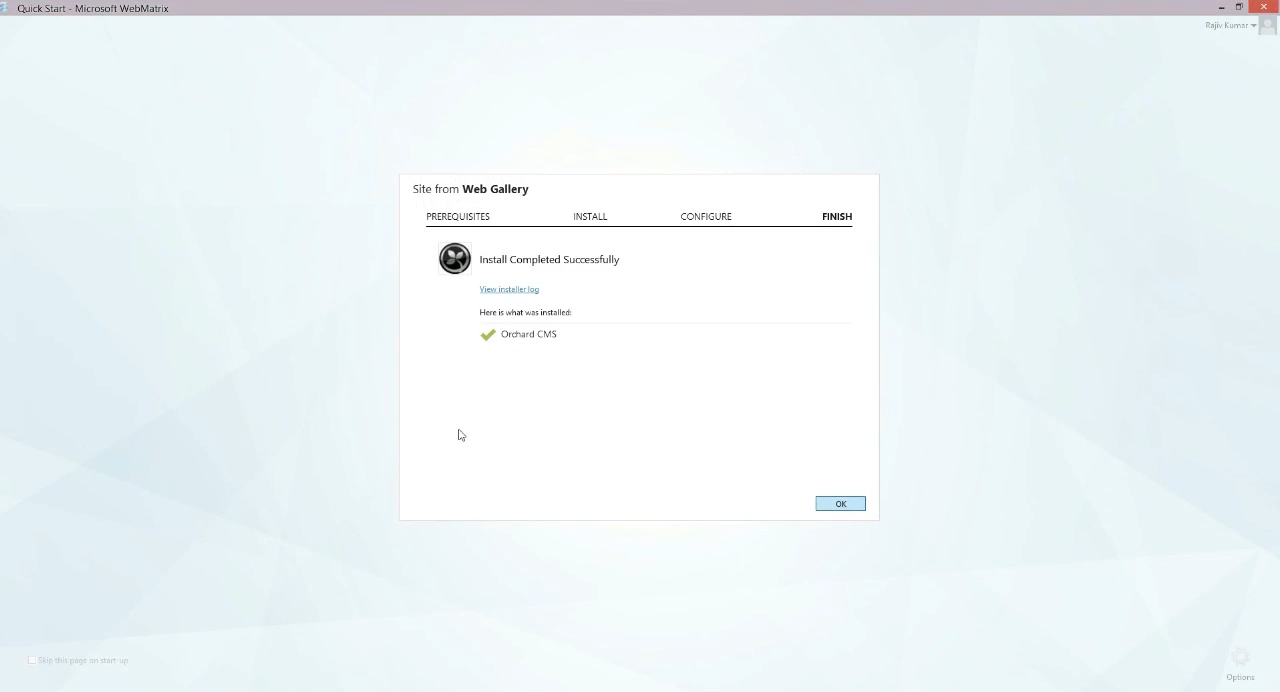 Quick Start - Microsoft WebMatrix
Rajiv Kumar
Site from Web Gallery
PREREQUISITES INSTALL CONFIGURE FINISH
Install Completed Successfully
View installer log
Here is what was installed:
Orchard CMS
OK
Skip this page on start-up
Options